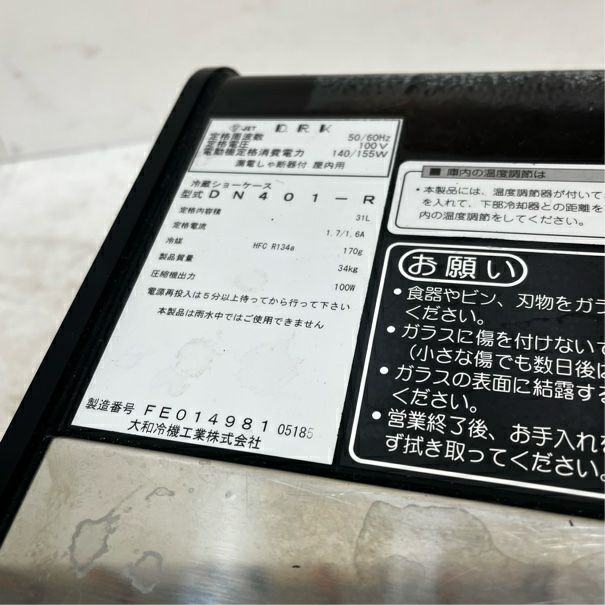 JET DRK
定格周波数 50/60Hz
定格電圧 100V
電動機定格消費電力 140/155W
漏電しゃ断器付 屋内用
冷蔵ショーケース
型式 DN401-R
定格内容積 31L
定格電流 1.7/1.6A
冷媒 HFC R134a 170g
製品質量 34kg
圧縮機出力 100W
電源再投入は5分以上待ってから行って下さい
本製品は雨水中ではご使用できません
製造番号 FE014981 05185
大和冷機工業株式会社
■庫内の温度調節は
・本製品には、温度調節器が付いて
を入れて、下部冷却器との距離を
内の温度調節をしてください。
お願い
・食器やビン、刃物をガラ
ください。
・ガラスに傷を付けないで
(小さな傷でも数日後に
・ガラスの表面に結露する
ください。
・営業終了後、お手入れを
ず拭き取ってください。